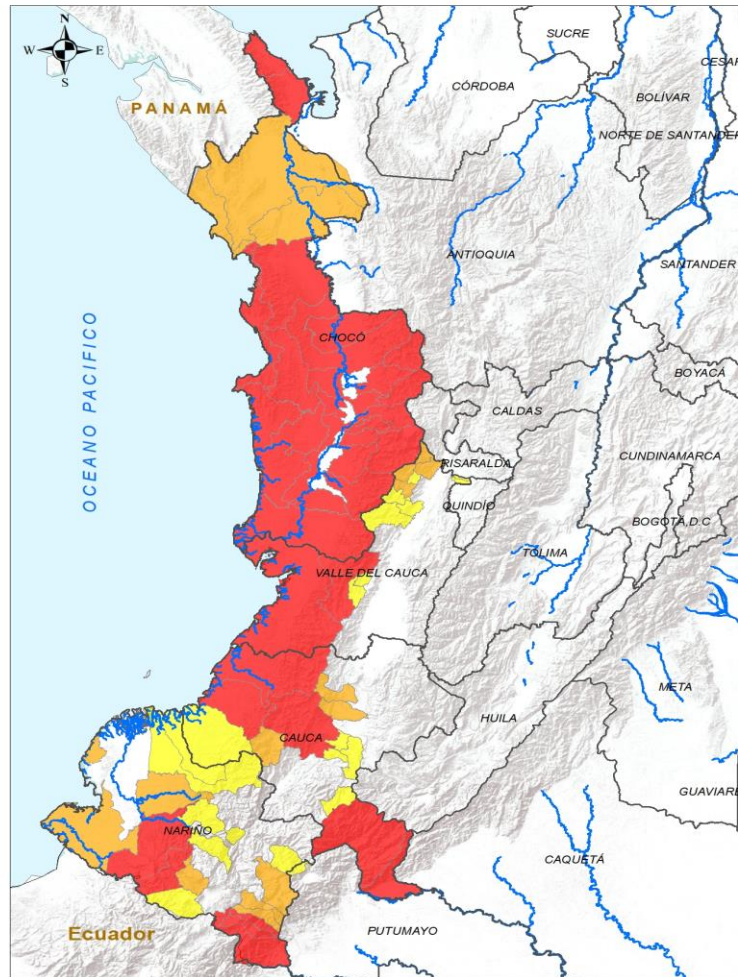 N
W E
S
PANAMÁ
SUCRE
CESAR
CÓRDOBA
BOLÍVAR
NORTE DE SANTANDER
ANTIOQUIA
SANTANDER
OCEANO PACIFICO
CHOCÓ
BOYACÁ
CALDAS
CUNDINAMARCA
RISARALDA
QUINDÍO
BOGOTÁ, D.C
TOLIMA
VALLE DEL CAUCA
META
HUILA
CAUCA
GUAVIARE
NARIÑO
CAQUETÁ
PUTUMAYO
Ecuador